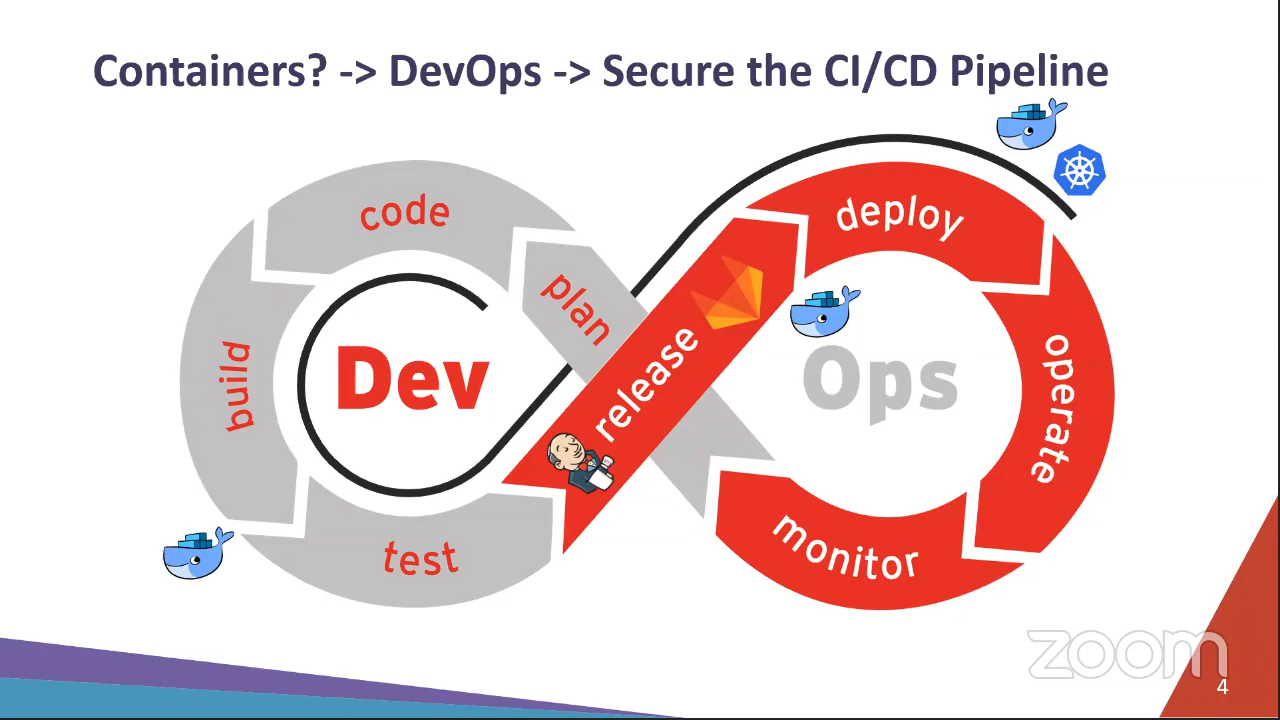 Containers? -> DevOps -> Secure the CI/CD Pipeline
code
plan
build
Dev
test
release
deploy
Ops
operate
monitor
zoom
4